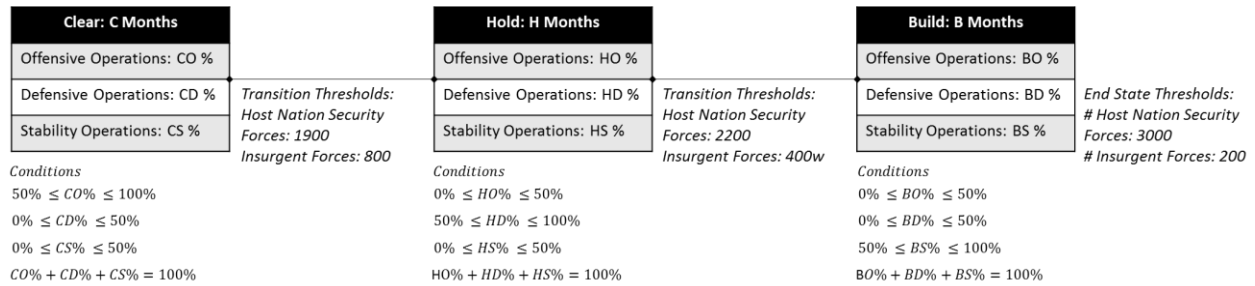 Clear: C Months
Offensive Operations: CO %
Defensive Operations: CD %
Stability Operations: CS %
Transition Thresholds:
Host Nation Security
Forces: 1900
Insurgent Forces: 800
Conditions
50% ≤ CO% ≤ 100%
0% ≤ CD% ≤ 50%
0% ≤ CS% ≤ 50%
CO% + CD% + CS% = 100%
Hold: H Months
Offensive Operations: HO %
Defensive Operations: HD %
Stability Operations: HS %
Transition Thresholds:
Host Nation Security
Forces: 2200
Insurgent Forces: 400w
Conditions
0% ≤ HO% ≤ 50%
50% ≤ HD% ≤ 100%
0% ≤ HS% ≤ 50%
HO% + HD% + HS% = 100%
Build: B Months
Offensive Operations: BO %
Defensive Operations: BD %
Stability Operations: BS %
End State Thresholds:
# Host Nation Security
Forces: 3000
# Insurgent Forces: 200
Conditions
0% ≤ BO% ≤ 50%
0% ≤ BD% ≤ 50%
50% ≤ BS% ≤ 100%
BO% + BD% + BS% = 100%